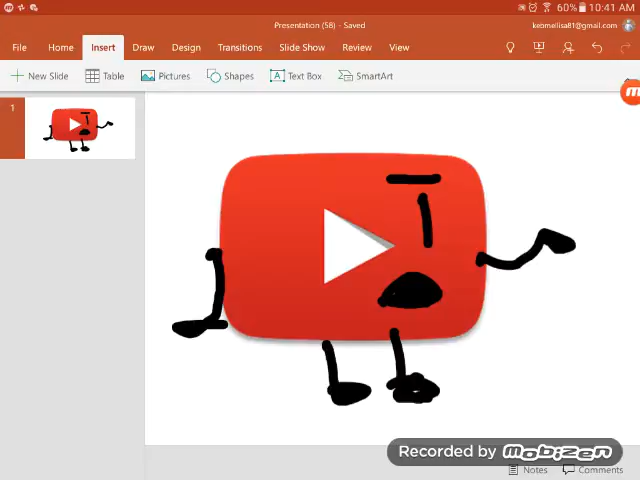 60% 10:41 AM
Presentation (58) - Saved
kebmellisa81@gmail.com
File Home Insert Draw Design Transitions Slide Show Review View
New Slide Table Pictures Shapes A Text Box SmartArt
m
1
Recorded by mobizen
Notes Comments